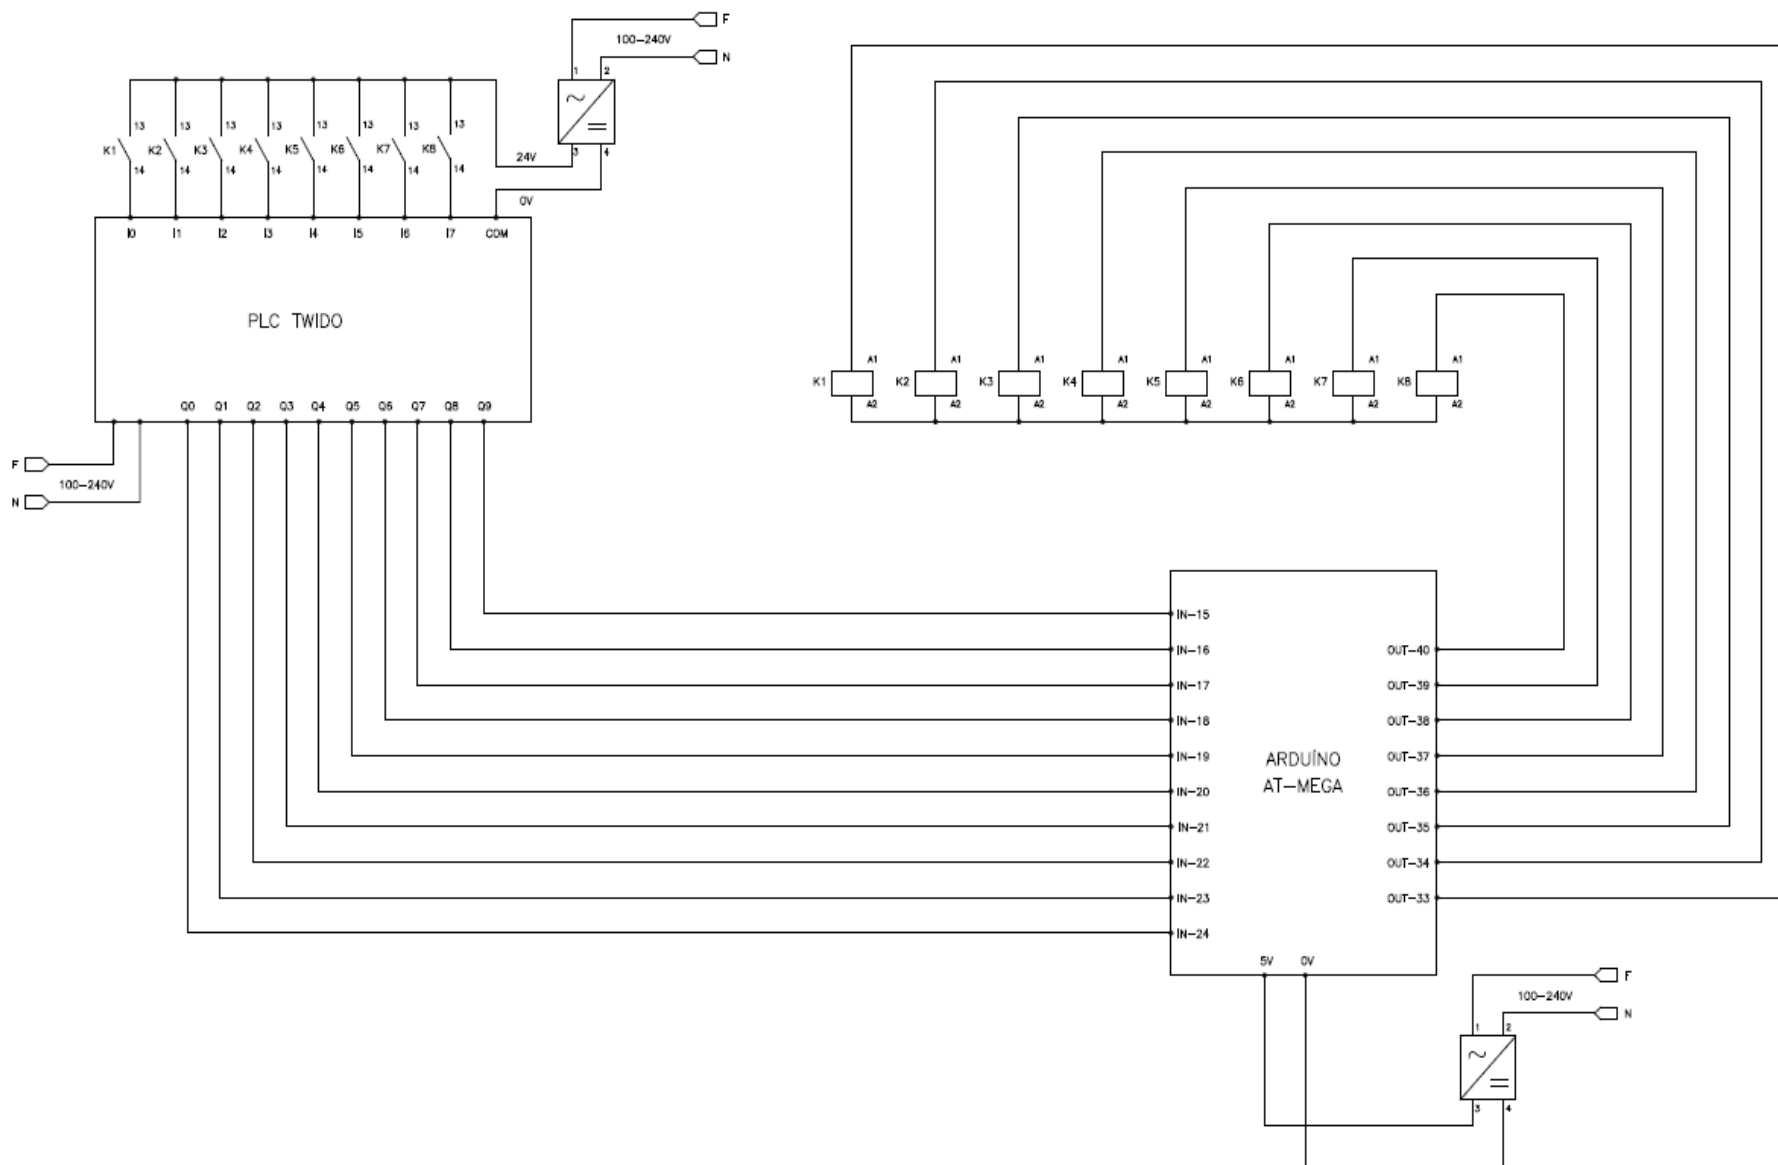 F
100-240V
N
1 2
3 4
24V
0V
13 13 13 13 13 13 13 13
K1 K2 K3 K4 K5 K6 K7 K8
14 14 14 14 14 14 14 14
I0 I1 I2 I3 I4 I5 I6 I7 COM
PLC TWIDO
Q0 Q1 Q2 Q3 Q4 Q5 Q6 Q7 Q8 Q9
F
100-240V
N
A1 A1 A1 A1 A1 A1 A1 A1
K1 K2 K3 K4 K5 K6 K7 K8
A2 A2 A2 A2 A2 A2 A2 A2
IN-15
IN-16
IN-17
IN-18
IN-19
IN-20
IN-21
IN-22
IN-23
IN-24
ARDUÍNO
AT-MEGA
OUT-40
OUT-39
OUT-38
OUT-37
OUT-36
OUT-35
OUT-34
OUT-33
5V 0V
F
100-240V
N
1 2
3 4